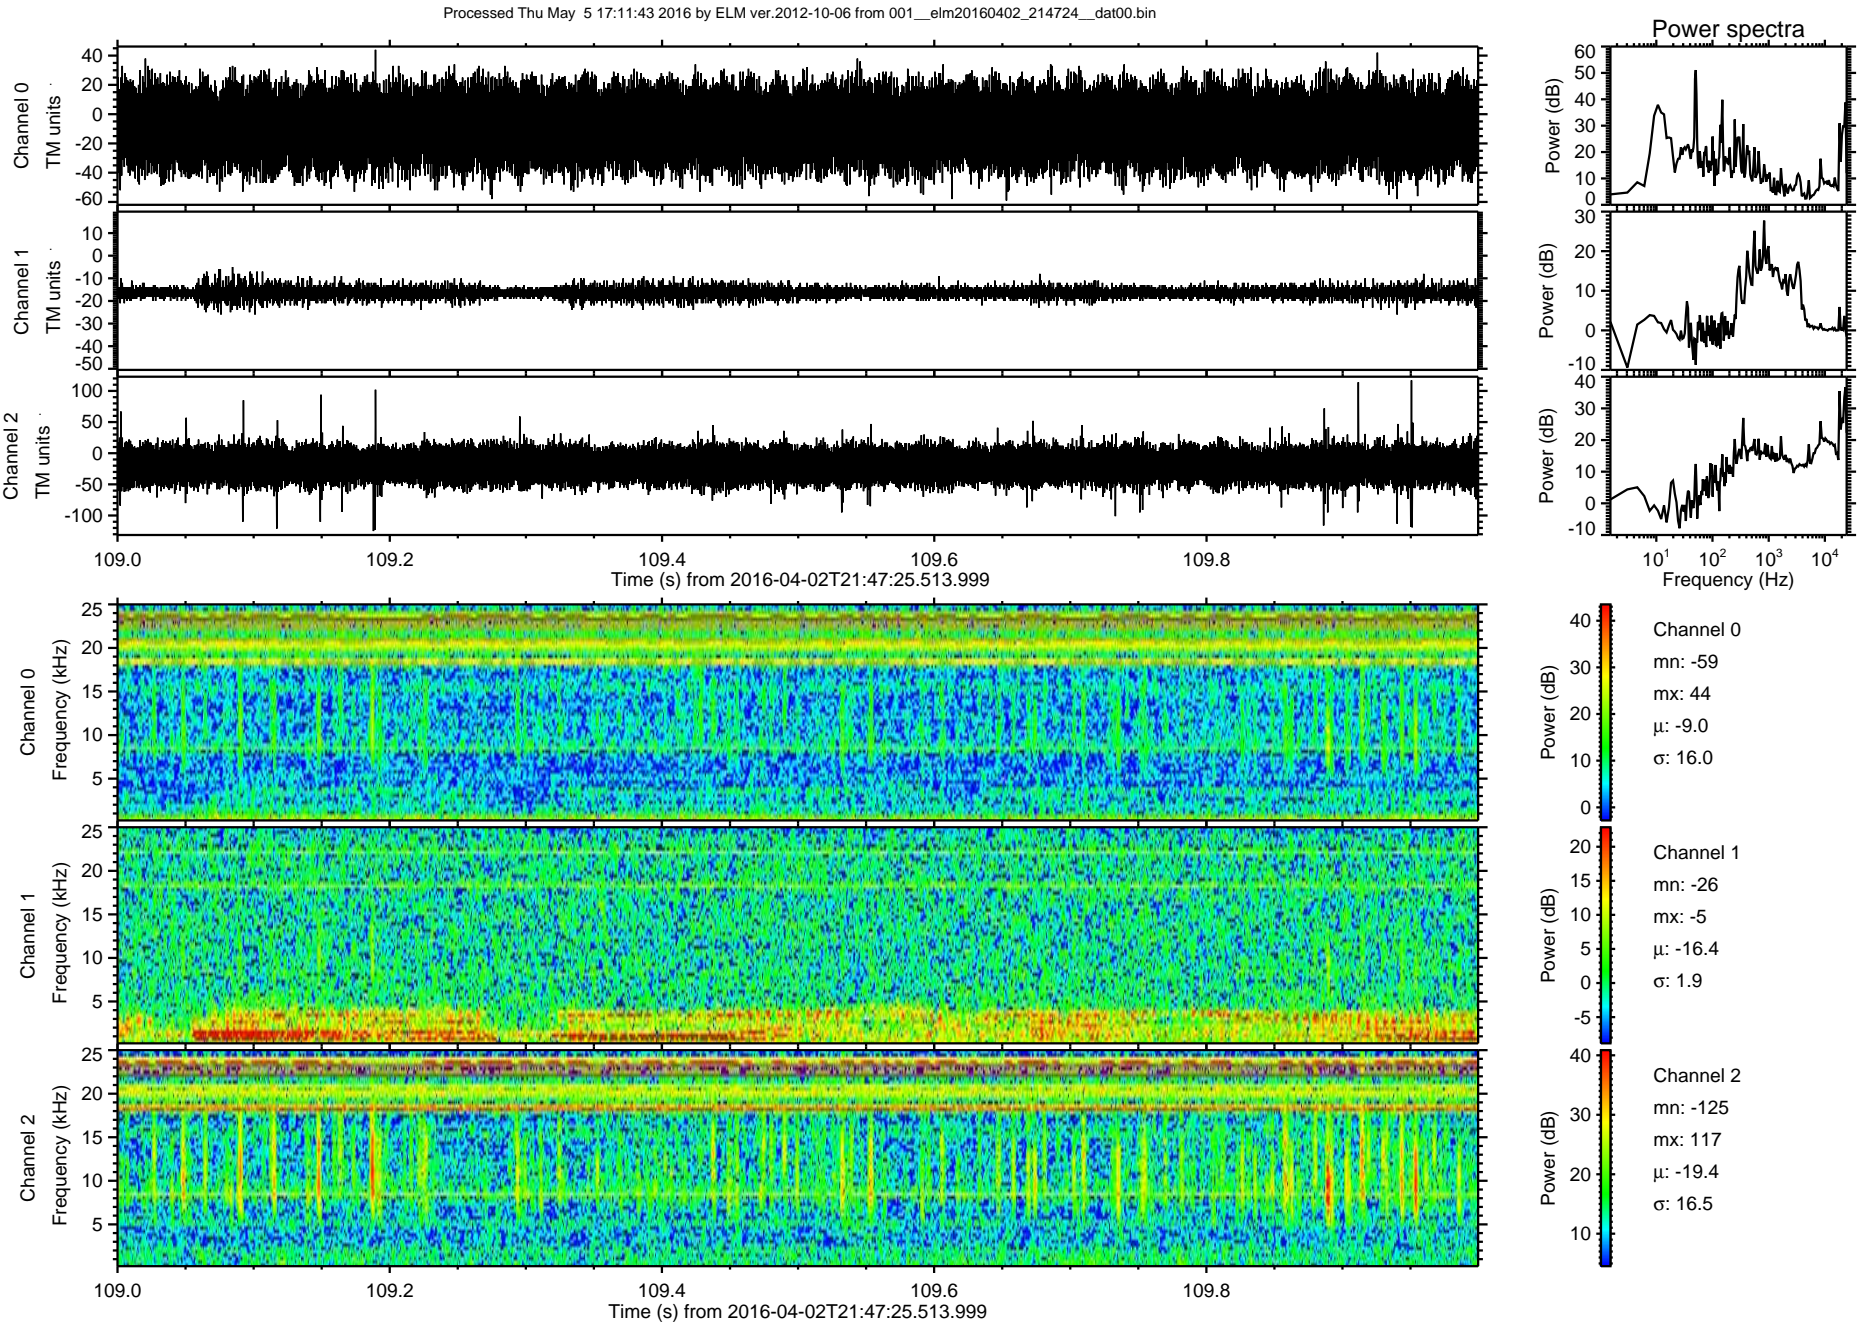 Processed Thu May  5 17:11:43 2016 by ELM ver.2012-10-06 from 001__elm20160402_214724__dat00.bin
Power spectra
Channel 0
TM units
40
20
0
-20
-40
-60
Power (dB)
60
50
40
30
20
10
0
Channel 1
TM units
10
0
-10
-20
-30
-40
-50
Power (dB)
30
20
10
0
-10
Channel 2
TM units
100
50
0
-50
-100
Power (dB)
40
30
20
10
0
-10
109.0 109.2 109.4 109.6 109.8
Time (s) from 2016-04-02T21:47:25.513.999
10^1 10^2 10^3 10^4
Frequency (Hz)
Channel 0
Frequency (kHz)
25
20
15
10
5
Power (dB)
40
30
20
10
0
Channel 0
mn: -59
mx: 44
μ: -9.0
σ: 16.0
Channel 1
Frequency (kHz)
25
20
15
10
5
Power (dB)
20
15
10
5
0
-5
Channel 1
mn: -26
mx: -5
μ: -16.4
σ: 1.9
Channel 2
Frequency (kHz)
25
20
15
10
5
Power (dB)
40
30
20
10
Channel 2
mn: -125
mx: 117
μ: -19.4
σ: 16.5
109.0 109.2 109.4 109.6 109.8
Time (s) from 2016-04-02T21:47:25.513.999